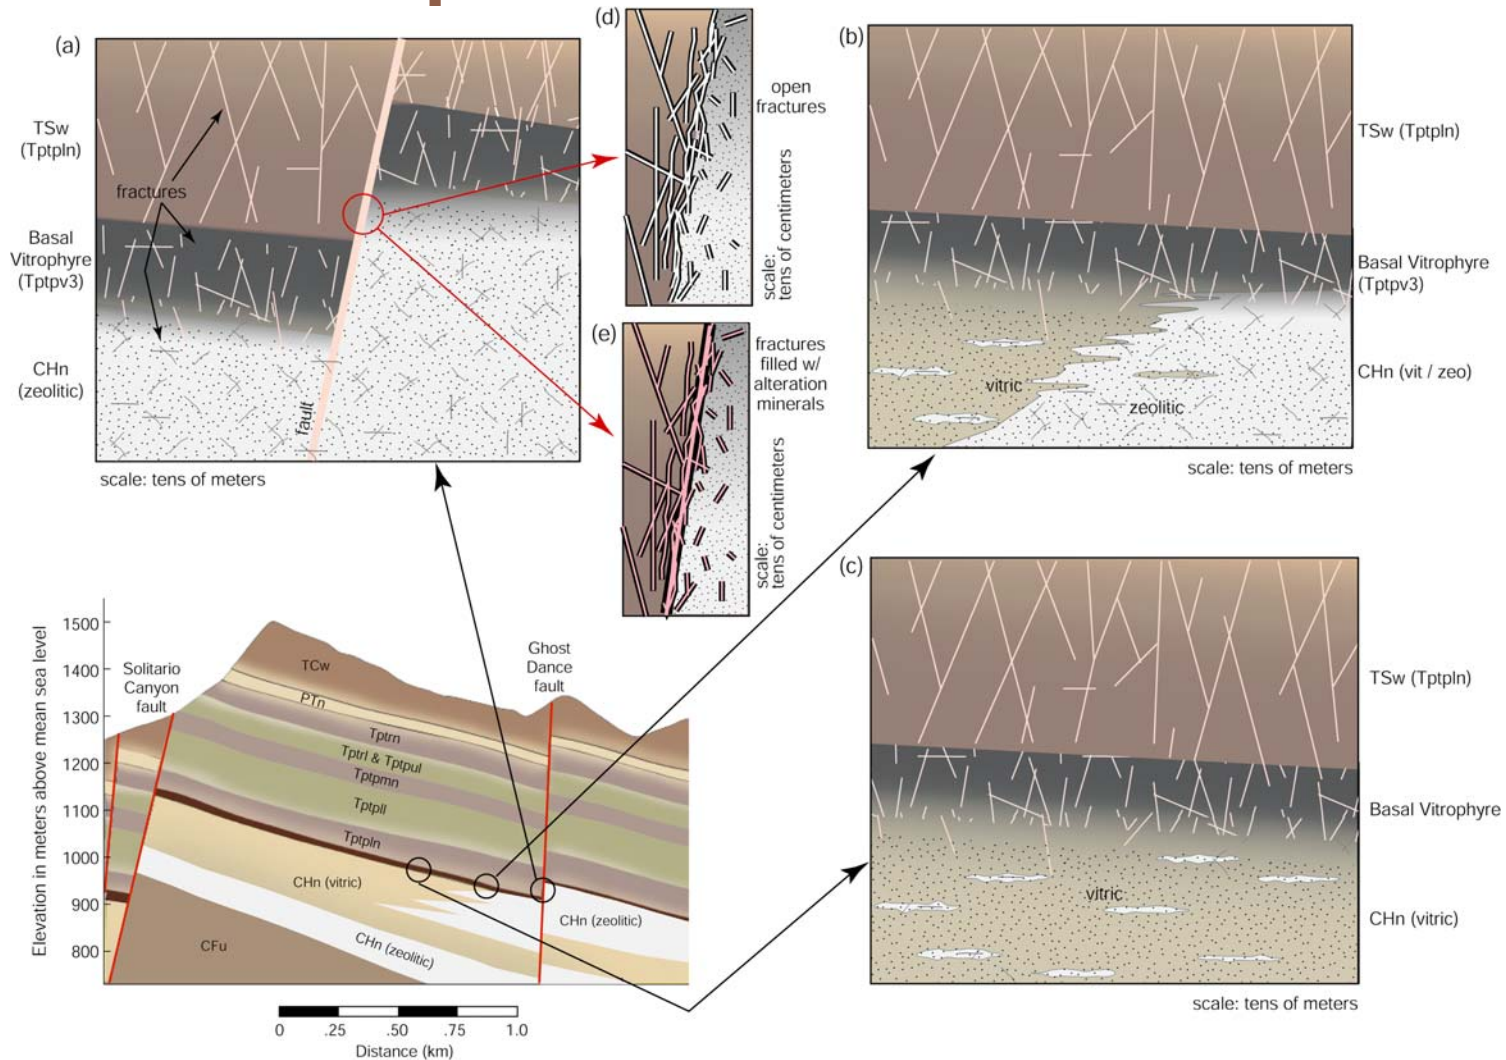 (a)
TSw
(Tptpln)
fractures
Basal
Vitrophyre
(Tptpv3)
CHn
(zeolitic)
fault
scale: tens of meters
(d)
open
fractures
scale:
tens of centimeters
(e)
fractures
filled w/
alteration
minerals
scale:
tens of centimeters
(b)
TSw (Tptpln)
Basal Vitrophyre
(Tptpv3)
CHn (vit / zeo)
vitric
zeolitic
scale: tens of meters
(c)
TSw (Tptpln)
Basal Vitrophyre
vitric
CHn (vitric)
scale: tens of meters
Elevation in meters above mean sea level
1500
1400
1300
1200
1100
1000
900
800
Solitario
Canyon
fault
Ghost
Dance
fault
TCw
PTn
Tptrn
Tptrl & Tptpul
Tptpmn
Tptpll
Tptpln
CHn (vitric)
CHn (zeolitic)
CHn (zeolitic)
CFu
0 .25 .50 .75 1.0
Distance (km)